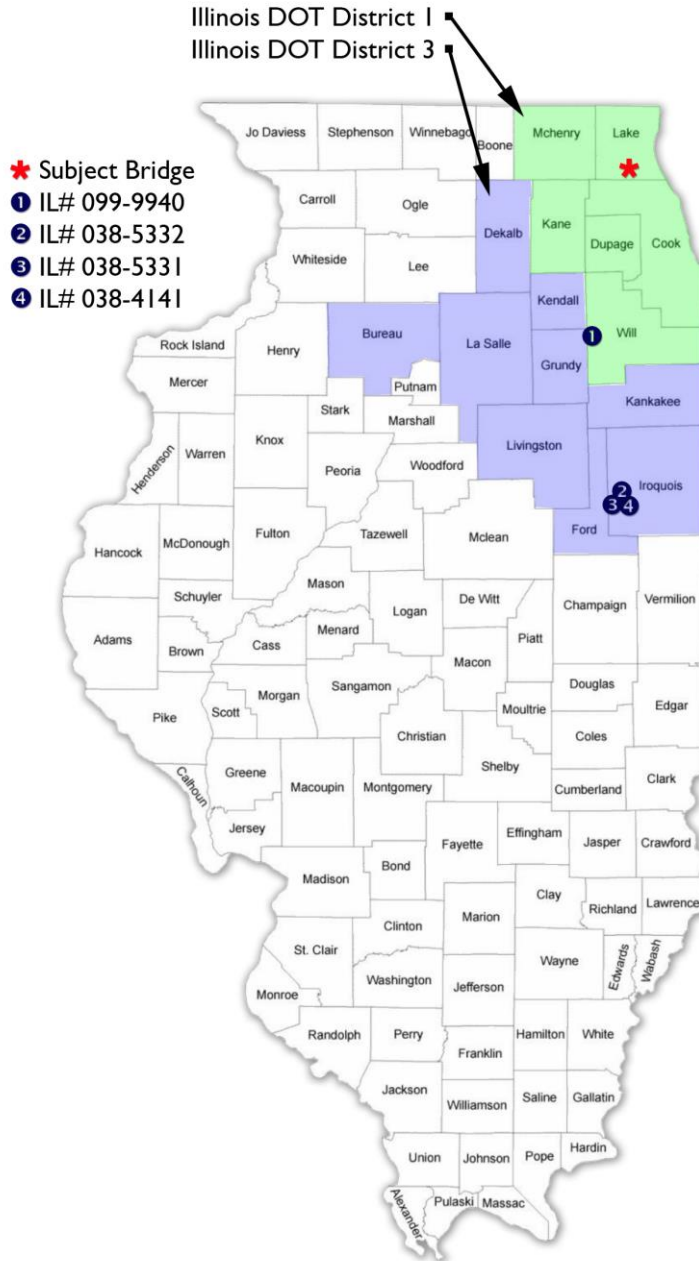 Illinois DOT District 1
Illinois DOT District 3
* Subject Bridge
1 IL# 099-9940
2 IL# 038-5332
3 IL# 038-5331
4 IL# 038-4141
Jo Daviess Stephenson Winnebago Boone Mchenry Lake
Carroll Ogle Dekalb Kane Dupage Cook
Whiteside Lee Kendall
Rock Island Henry Bureau La Salle Grundy 1 Will
Mercer Putnam Kankakee
Stark Marshall
Henderson Warren Knox Peoria Woodford Livingston Iroquois
2
3 4
Hancock McDonough Fulton Tazewell Mclean Ford
Schuyler Mason De Witt Champaign Vermilion
Adams Brown Cass Menard Logan Piatt
Macon
Pike Scott Morgan Sangamon Moultrie Douglas Edgar
Christian Coles
Calhoun Greene Macoupin Montgomery Shelby Cumberland Clark
Jersey Fayette Effingham Jasper Crawford
Madison Bond
Clay Richland Lawrence
Clinton Marion
St. Clair Wayne Edwards Wabash
Washington Jefferson
Monroe
Randolph Perry Hamilton White
Franklin
Jackson Williamson Saline Gallatin
Union Johnson Pope Hardin
Alexander Pulaski Massac